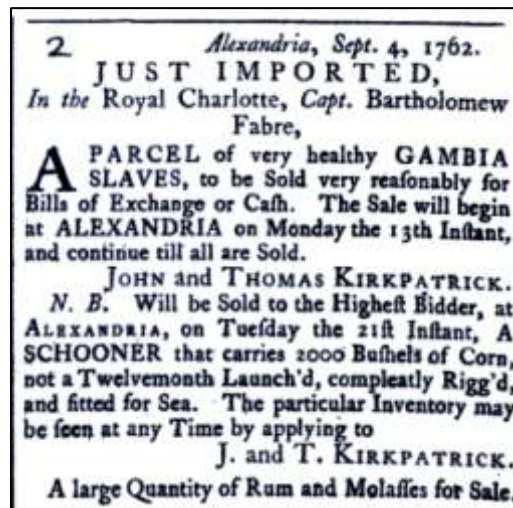 2 Alexandria, Sept. 4, 1762.
JUST IMPORTED,
In the Royal Charlotte, Capt. Bartholomew
Fabre,
A PARCEL of very healthy GAMBIA
SLAVES, to be Sold very reaſonably for
Bills of Exchange or Caſh. The Sale will begin
at ALEXANDRIA on Monday the 13th Inſtant,
and continue till all are Sold.
JOHN and THOMAS KIRKPATRICK.
N. B. Will be Sold to the Higheſt Bidder, at
ALEXANDRIA, on Tueſday the 21ſt Inſtant, A
SCHOONER that carries 2000 Buſhels of Corn,
not a Twelvemonth Launch'd, compleatly Rigg'd,
and fitted for Sea. The particular Inventory may
be ſeen at any Time by applying to
J. and T. KIRKPATRICK.
A large Quantity of Rum and Molaſſes for Sale.